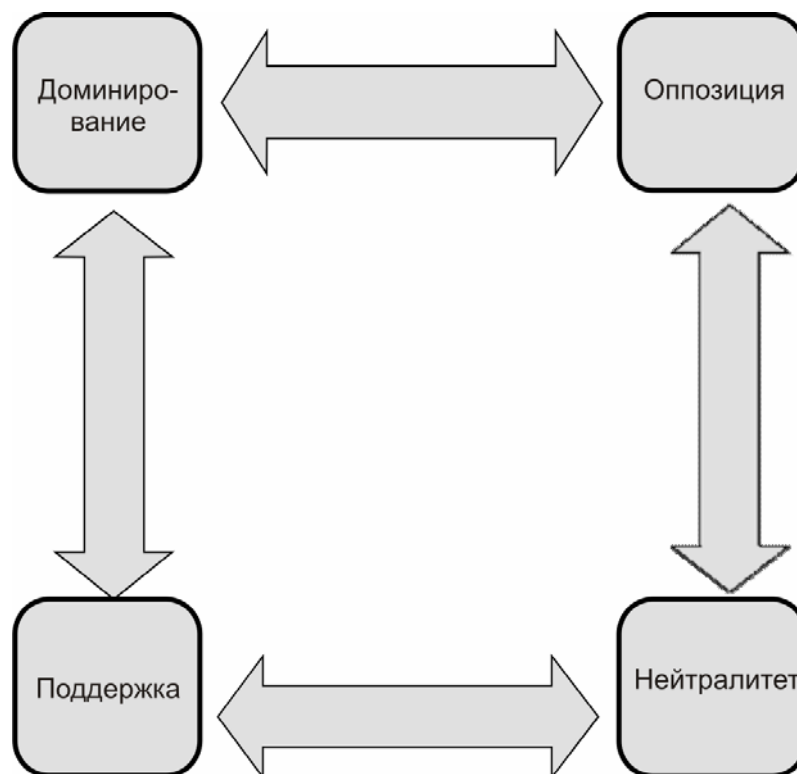 Доминиро-
вание
Оппозиция
Поддержка
Нейтралитет